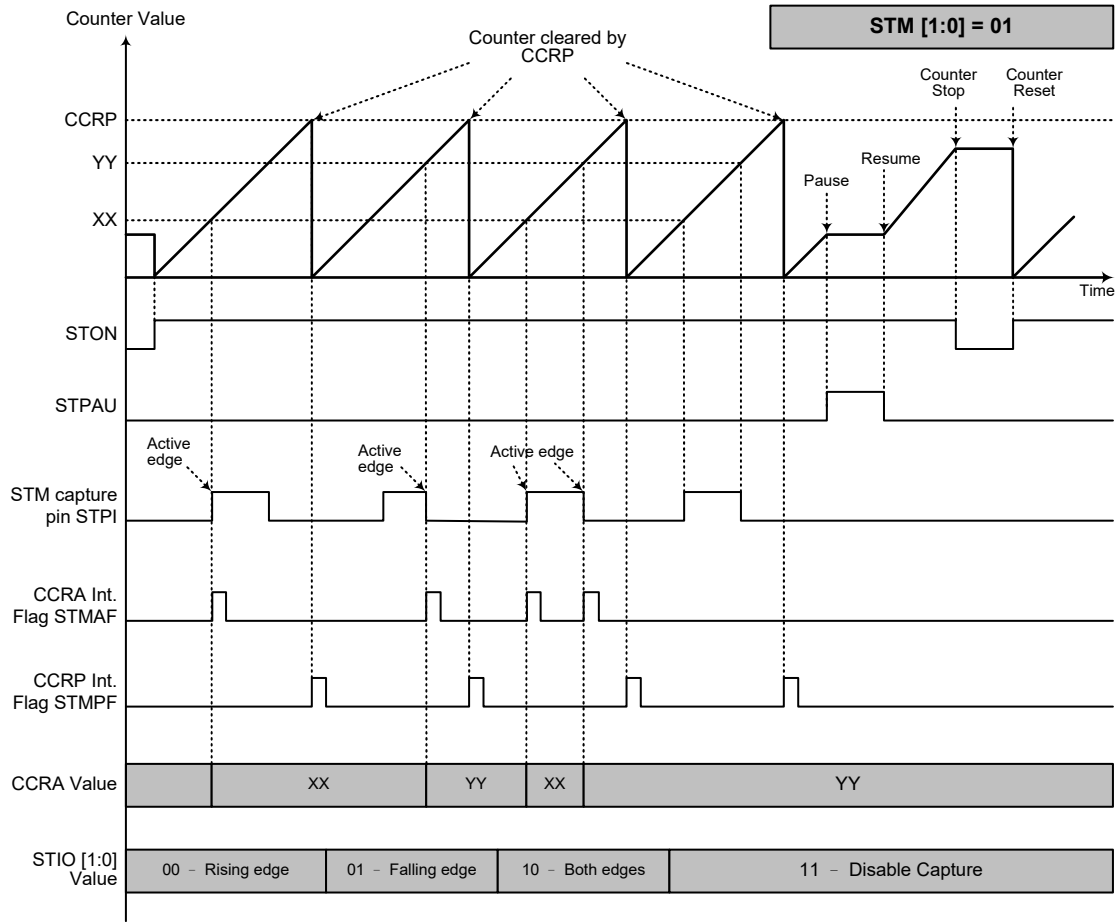 Counter Value
STM [1:0] = 01
Counter cleared by
CCRP
Counter
Stop
Counter
Reset
CCRP
YY
Resume
Pause
XX
Time
STON
STPAU
Active
edge
Active
edge
Active edge
STM capture
pin STPI
CCRA Int.
Flag STMAF
CCRP Int.
Flag STMPF
CCRA Value
XX
YY
XX
YY
STIO [1:0]
Value
00 – Rising edge
01 – Falling edge
10 – Both edges
11 – Disable Capture